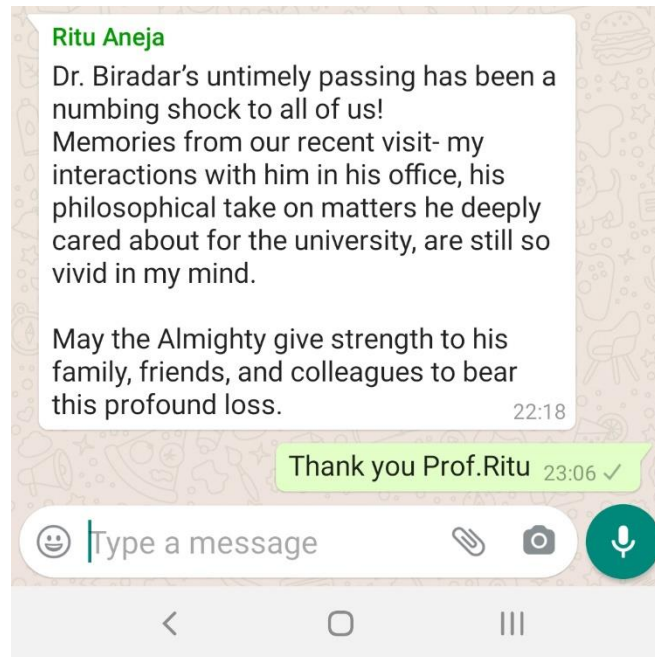 Ritu Aneja
Dr. Biradar’s untimely passing has been a
numbing shock to all of us!
Memories from our recent visit- my
interactions with him in his office, his
philosophical take on matters he deeply
cared about for the university, are still so
vivid in my mind.
May the Almighty give strength to his
family, friends, and colleagues to bear
this profound loss.
22:18
Thank you Prof.Ritu 23:06
Type a message